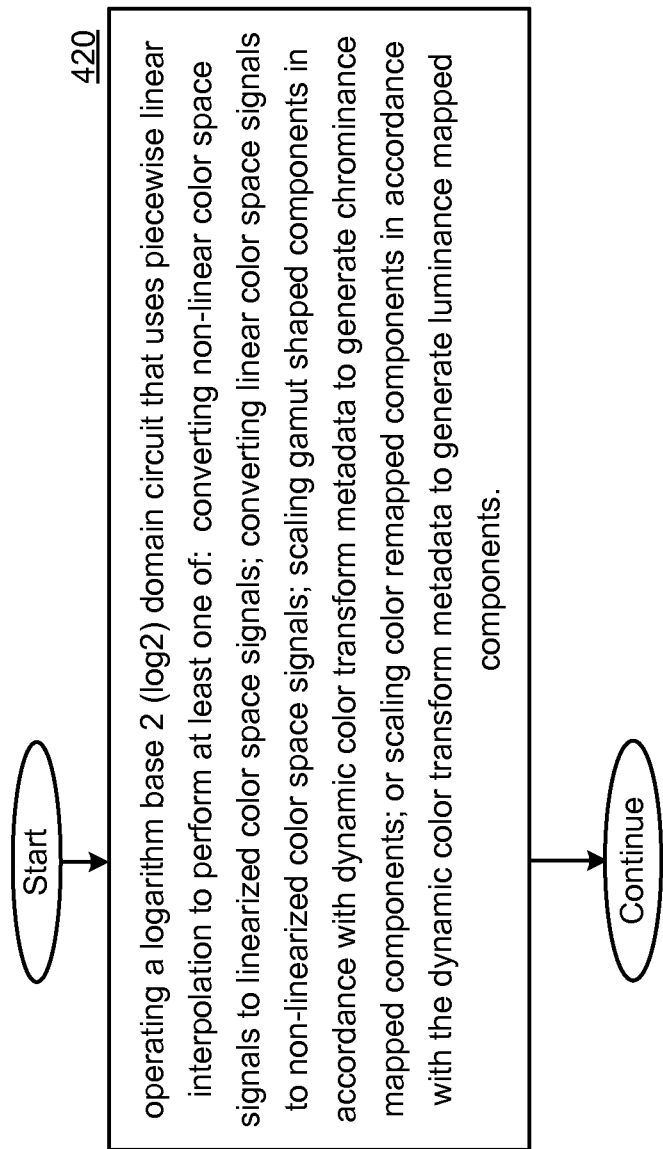 Start
420
operating a logarithm base 2 (log2) domain circuit that uses piecewise linear
interpolation to perform at least one of: converting non-linear color space
signals to linearized color space signals; converting linear color space signals
to non-linearized color space signals; scaling gamut shaped components in
accordance with dynamic color transform metadata to generate chrominance
mapped components; or scaling color remapped components in accordance
with the dynamic color transform metadata to generate luminance mapped
components.
Continue